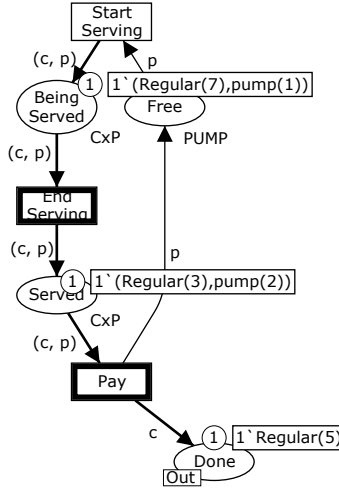 Start
Serving
(c, p)
p
1
1`(Regular(7),pump(1))
Being
Served
Free
CxP
PUMP
(c, p)
End
Serving
(c, p)
p
1
1`(Regular(3),pump(2))
Served
CxP
(c, p)
Pay
c
1
1`Regular(5)
Done
Out